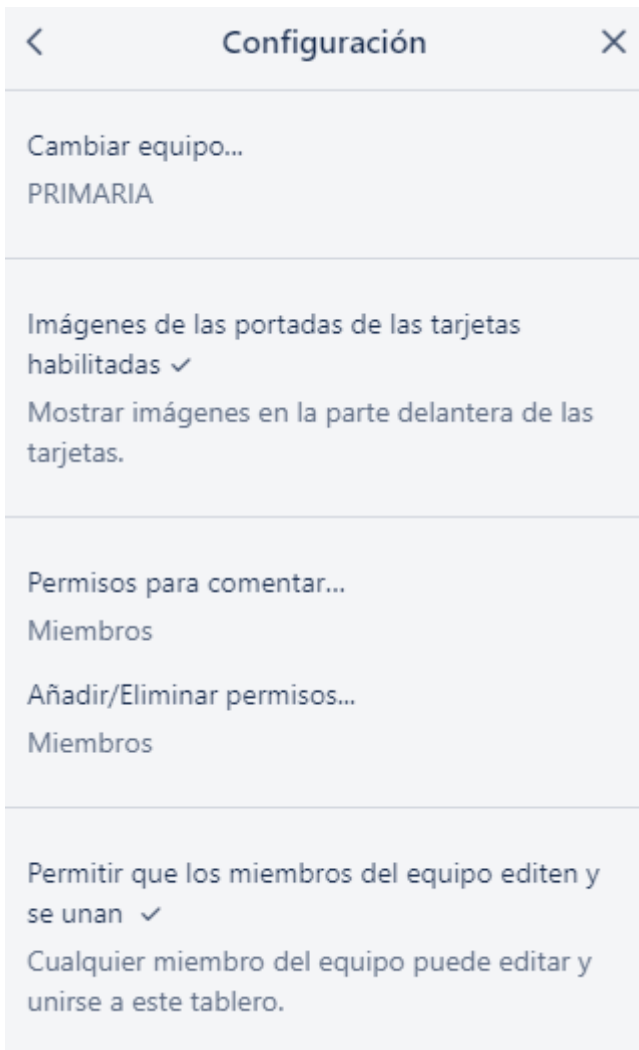 Configuración
Cambiar equipo...
PRIMARIA
Imágenes de las portadas de las tarjetas
habilitadas ✓
Mostrar imágenes en la parte delantera de las
tarjetas.
Permisos para comentar...
Miembros
Añadir/Eliminar permisos...
Miembros
Permitir que los miembros del equipo editen y
se unan ✓
Cualquier miembro del equipo puede editar y
unirse a este tablero.